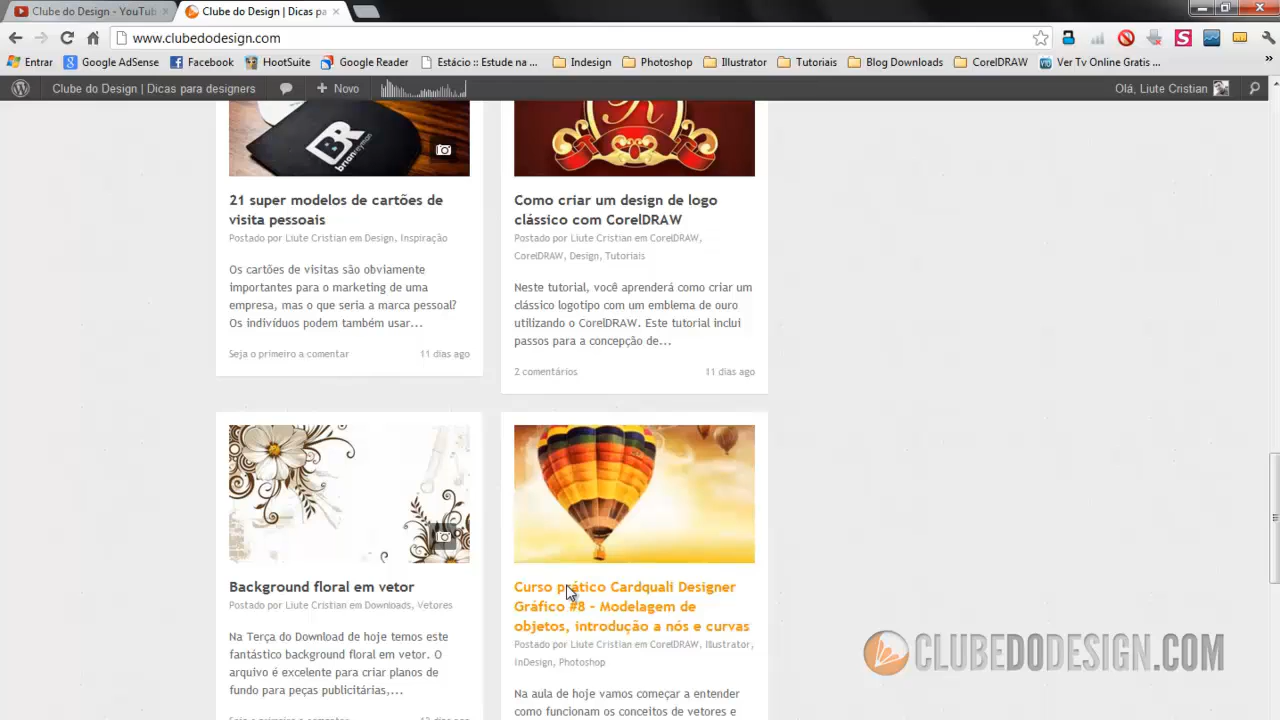 Clube do Design - YouTub
Clube do Design | Dicas pa
www.clubedodesign.com
Entrar
Google AdSense
Facebook
HootSuite
Google Reader
Estácio :: Estude na ...
Indesign
Photoshop
Illustrator
Tutoriais
Blog Downloads
CorelDRAW
Ver Tv Online Gratis ...
Clube do Design | Dicas para designers
Novo
Olá, Liute Cristian
BR
brianreyman
R
21 super modelos de cartões de
visita pessoais
Postado por Liute Cristian em Design, Inspiração
Os cartões de visitas são obviamente
importantes para o marketing de uma
empresa, mas o que seria a marca pessoal?
Os indivíduos podem também usar...
Seja o primeiro a comentar
11 dias ago
Como criar um design de logo
clássico com CorelDRAW
Postado por Liute Cristian em CorelDRAW,
CorelDRAW, Design, Tutoriais
Neste tutorial, você aprenderá como criar um
clássico logotipo com um emblema de ouro
utilizando o CorelDRAW. Este tutorial inclui
passos para a concepção de...
2 comentários
11 dias ago
Background floral em vetor
Postado por Liute Cristian em Downloads, Vetores
Na Terça do Download de hoje temos este
fantástico background floral em vetor. O
arquivo é excelente para criar planos de
fundo para peças publicitárias,...
Seja o primeiro a comentar
Curso prático Cardquali Designer
Gráfico #8 - Modelagem de
objetos, introdução a nós e curvas
Postado por Liute Cristian em CorelDRAW, Illustrator,
InDesign, Photoshop
Na aula de hoje vamos começar a entender
como funcionam os conceitos de vetores e
CLUBEDODESIGN.COM